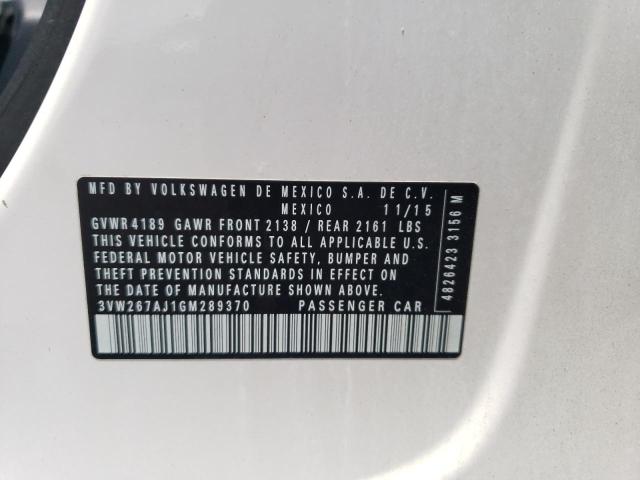 MFD BY VOLKSWAGEN DE MEXICO S.A. DE C.V.
MEXICO 11/15
GVWR 4189 GAWR FRONT 2138 / REAR 2161 LBS
THIS VEHICLE CONFORMS TO ALL APPLICABLE U.S.
FEDERAL MOTOR VEHICLE SAFETY, BUMPER AND
THEFT PREVENTION STANDARDS IN EFFECT ON
THE DATE OF MANUFACTURE SHOWN ABOVE.
3VW267AJ1GM289370 PASSENGER CAR
4826423 3156 M